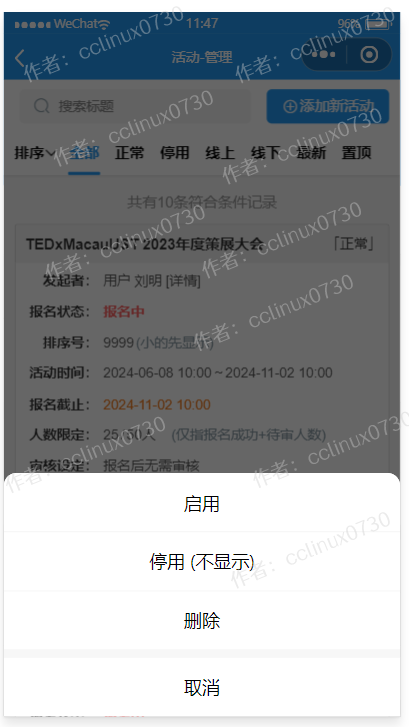 WeChat 11:47 96%
活动-管理
搜索标题 添加新活动
排序 全部 正常 停用 线上 线下 最新 置顶
共有10条符合条件记录
TEDxMacauUST 2023年度策展大会 「正常」
发起者： 用户 刘明 [详情]
报名状态： 报名中
排序号： 9999 (小的先显示)
活动时间： 2024-06-08 10:00 ~ 2024-11-02 10:00
报名截止： 2024-11-02 10:00
人数限定： (仅指报名成功+待审人数)
审核设定： 报名后无需审核
启用
停用 (不显示)
删除
取消
作者：cclinux0730
作者：cclinux0730
作者：cclinux0730
作者：cclinux0730
作者：cclinux0730
作者：cclinux0730
作者：cclinux0730
作者：cclinux0730